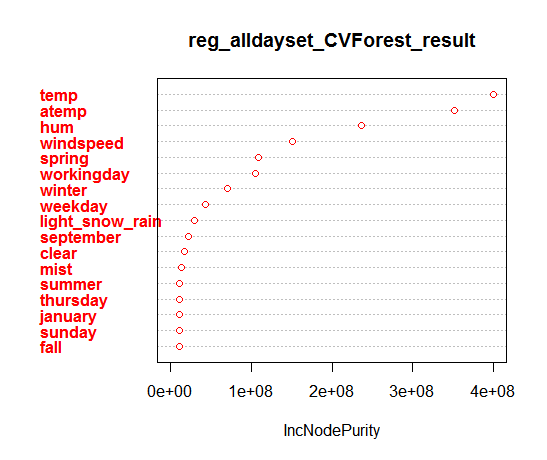 reg_alldayset_CVForest_result
temp
atemp
hum
windspeed
spring
workingday
winter
weekday
light_snow_rain
september
clear
mist
summer
thursday
january
sunday
fall
0e+00 1e+08 2e+08 3e+08 4e+08
IncNodePurity